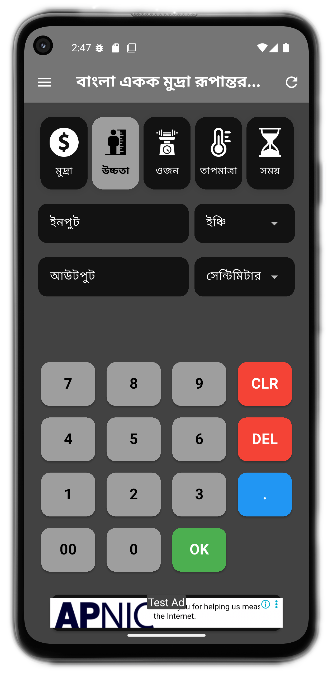 2:47
বাংলা একক মুদ্রা রূপান্তর...
মুদ্রা উচ্চতা ওজন তাপমাত্রা সময়
ইনপুট ইঞ্চি
আউটপুট সেন্টিমিটার
7 8 9 CLR
4 5 6 DEL
1 2 3 .
00 0 OK
Test Ad
APNIC you for helping us meas
the Internet.